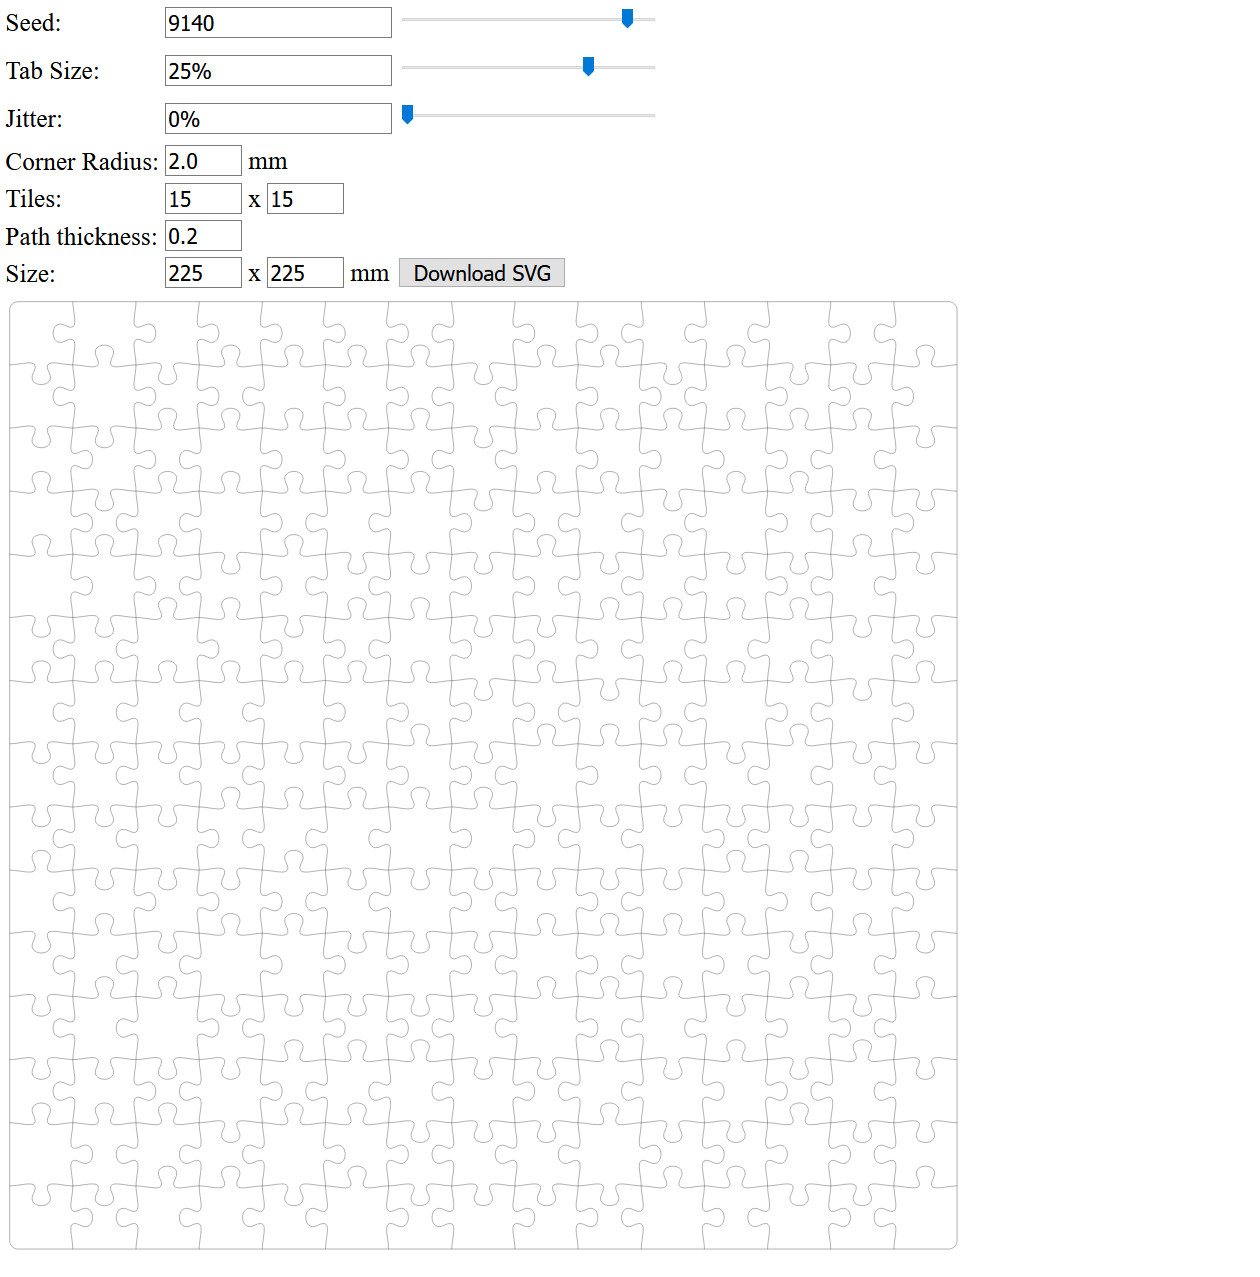 Seed: 9140
Tab Size: 25%
Jitter: 0%
Corner Radius: 2.0 mm
Tiles: 15 x 15
Path thickness: 0.2
Size: 225 x 225 mm Download SVG